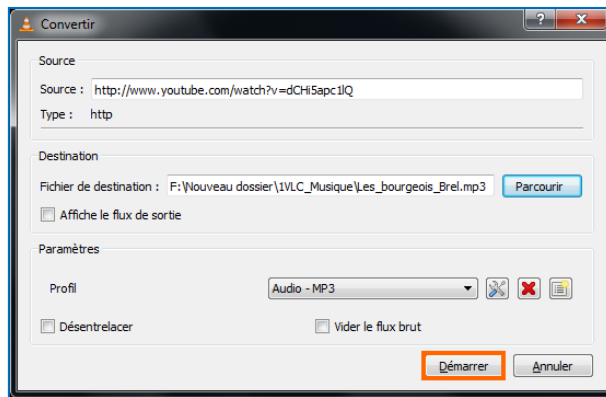 Convertir
Source
Source : http://www.youtube.com/watch?v=dCHi5apc1lQ
Type : http
Destination
Fichier de destination : F:\Nouveau dossier\1VLC_Musique\Les_bourgeois_Brel.mp3 Parcourir
Affiche le flux de sortie
Paramètres
Profil Audio - MP3
Désentrelacer Vider le flux brut
Démarrer Annuler